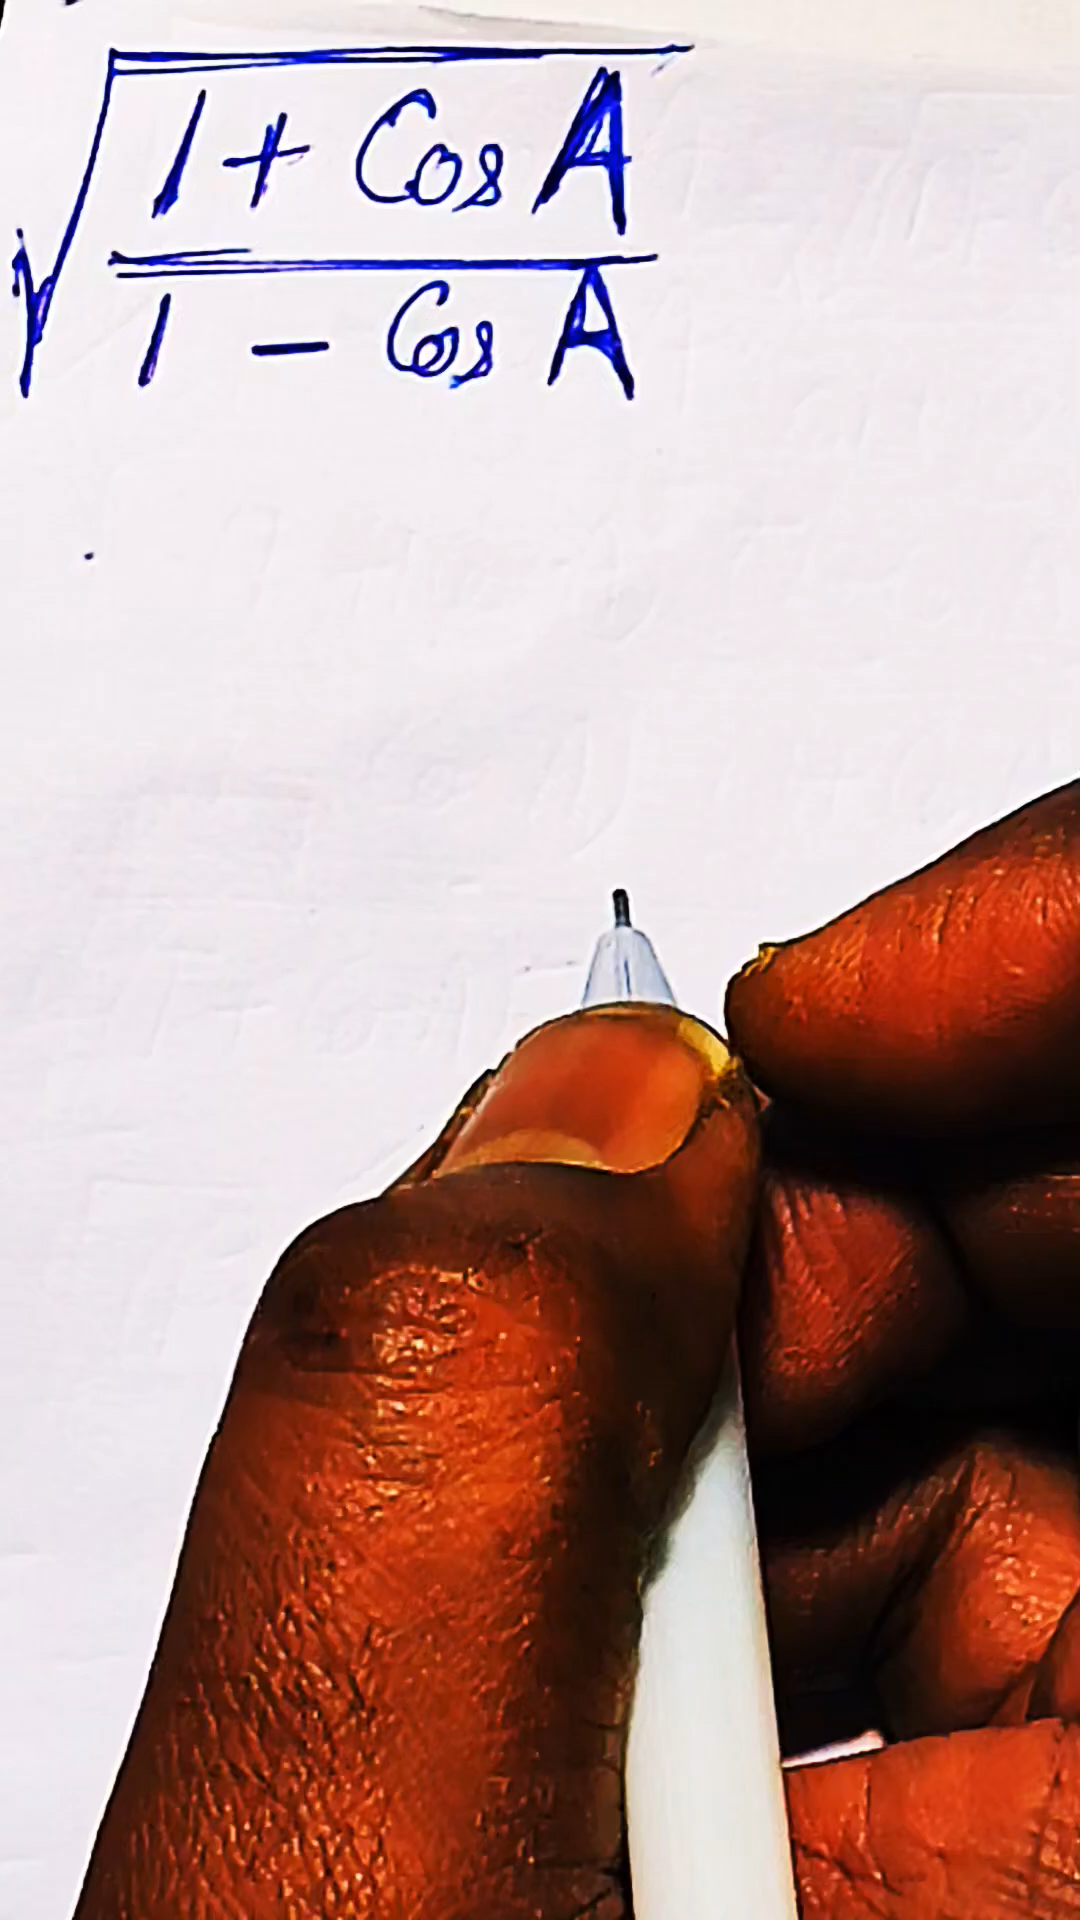 √(1 + Cos A
1 - Cos A)